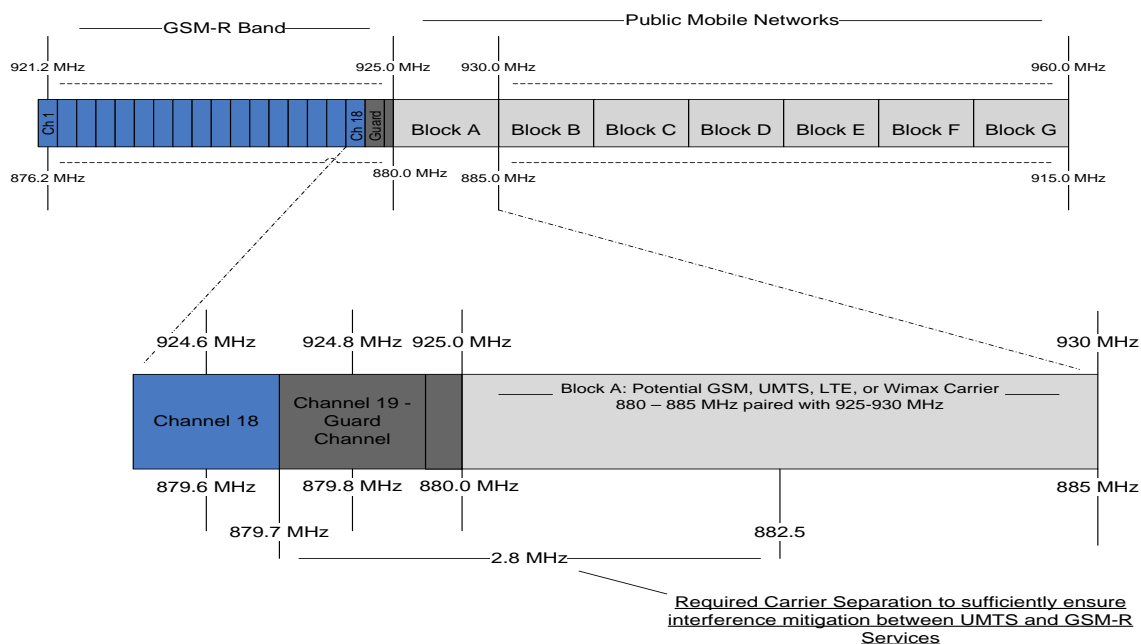 GSM-R Band
Public Mobile Networks
921.2 MHz
925.0 MHz
930.0 MHz
960.0 MHz
Ch 1
Ch 18
Guard
Block A
Block B
Block C
Block D
Block E
Block F
Block G
876.2 MHz
880.0 MHz
885.0 MHz
915.0 MHz
924.6 MHz
924.8 MHz
925.0 MHz
930 MHz
Channel 18
Channel 19 -
Guard
Channel
Block A: Potential GSM, UMTS, LTE, or Wimax Carrier
880 – 885 MHz paired with 925-930 MHz
879.6 MHz
879.8 MHz
880.0 MHz
885 MHz
879.7 MHz
882.5
2.8 MHz
Required Carrier Separation to sufficiently ensure
interference mitigation between UMTS and GSM-R
Services